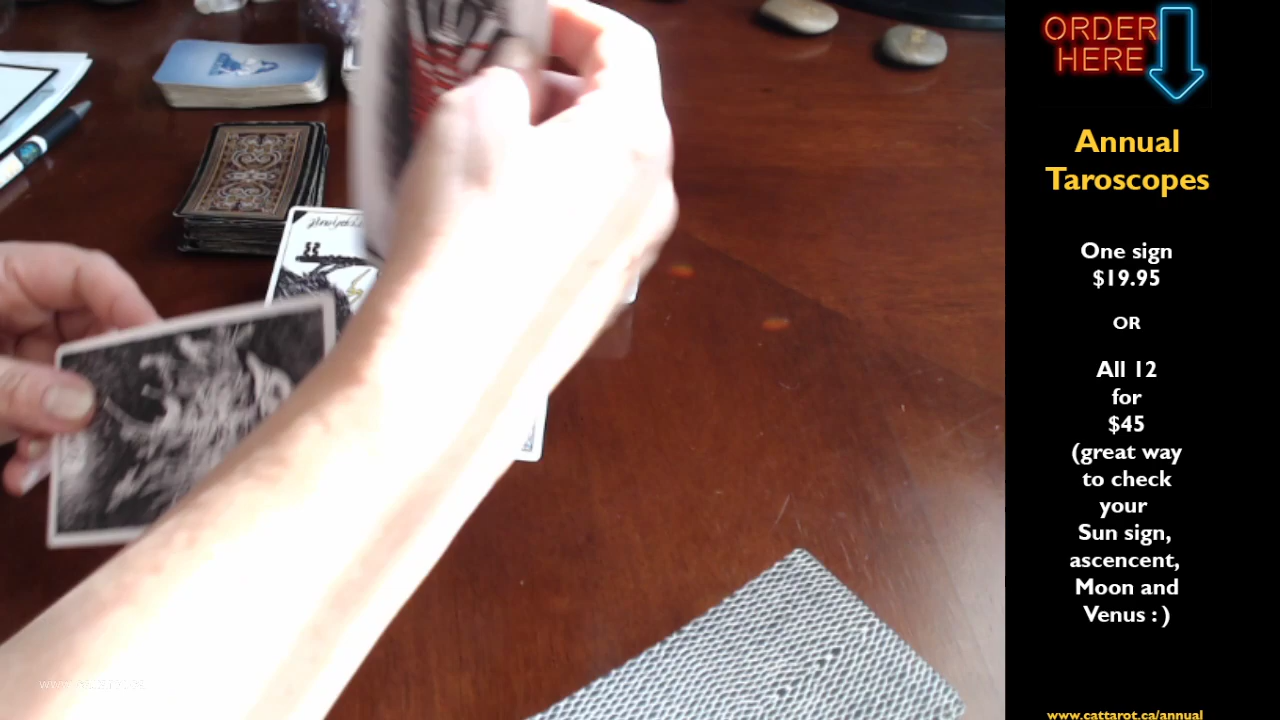 ORDER
HERE
Annual
Taroscopes
One sign
$19.95
OR
All 12
for
$45
(great way
to check
your
Sun sign,
ascencent,
Moon and
Venus : )
www.cattarot.ca/annual